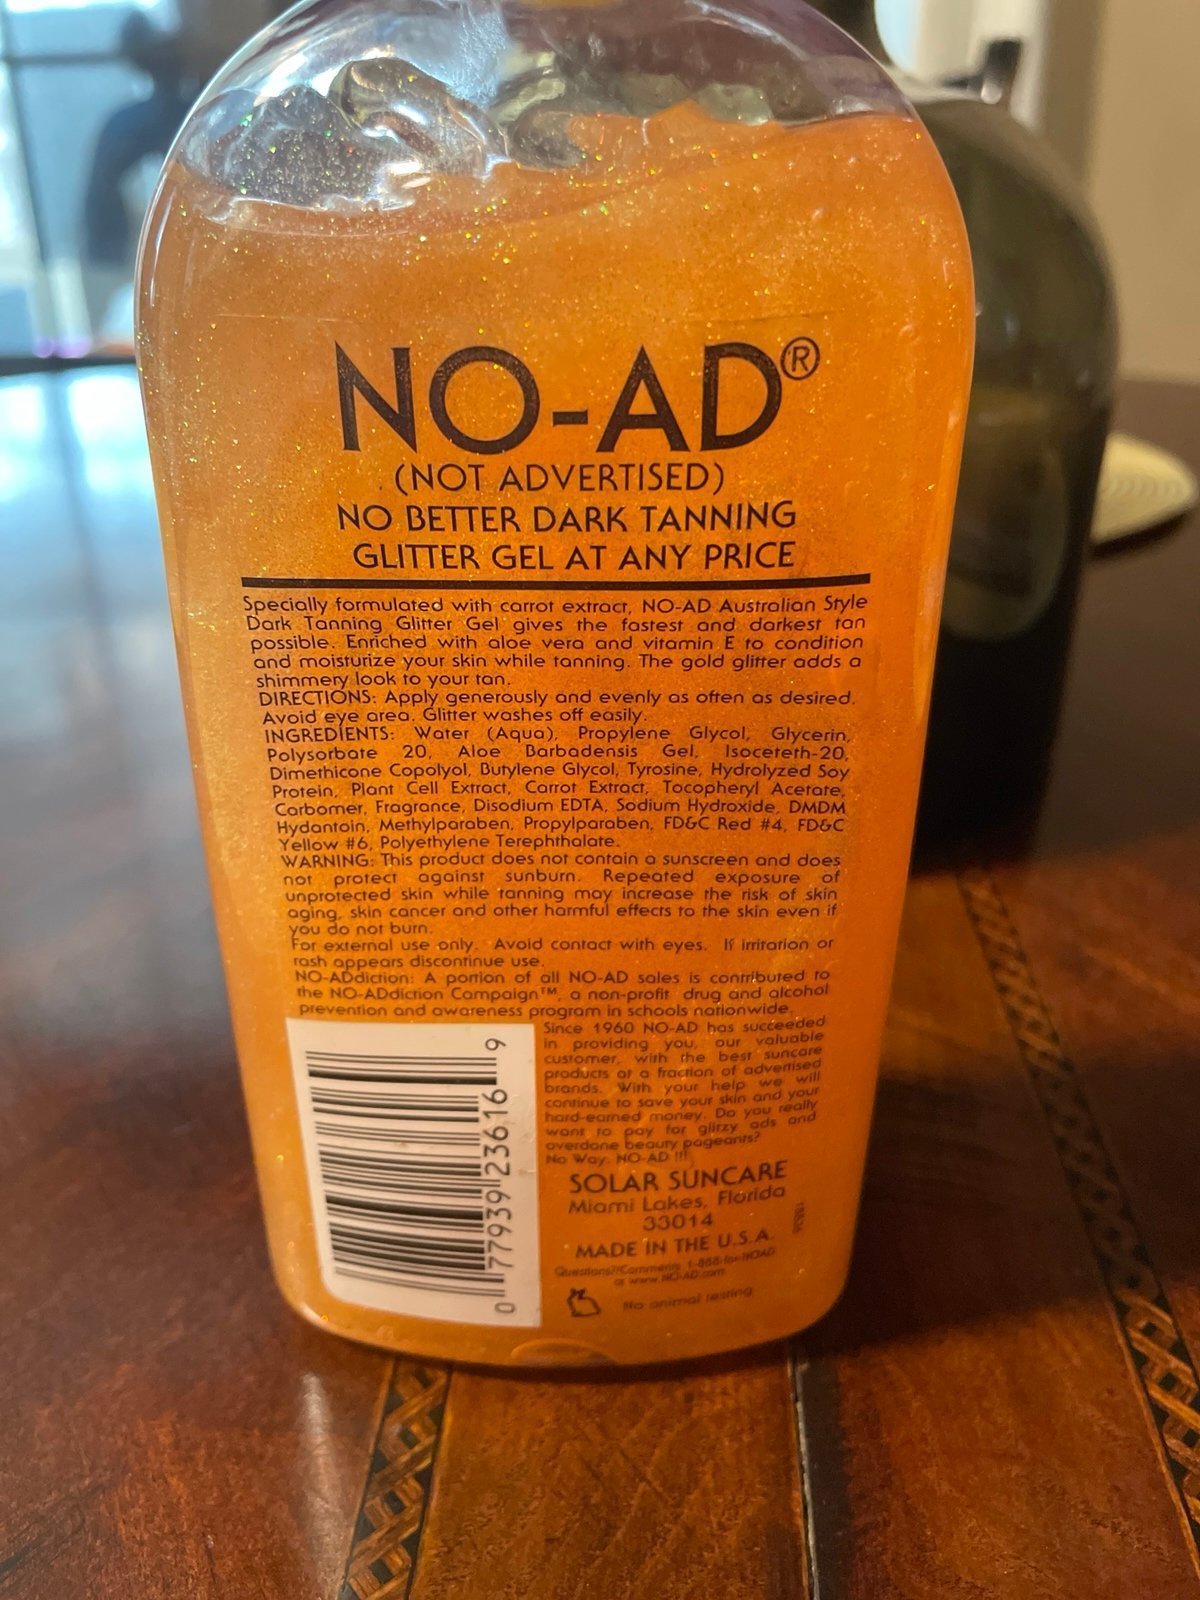 NO-AD®
(NOT ADVERTISED)
NO BETTER DARK TANNING
GLITTER GEL AT ANY PRICE
Specially formulated with carrot extract, NO-AD Australian Style
Dark Tanning Glitter Gel gives the fastest and darkest tan
possible. Enriched with aloe vera and vitamin E to condition
and moisturize your skin while tanning. The gold glitter adds a
shimmery look to your tan.
DIRECTIONS: Apply generously and evenly as often as desired.
Avoid eye area. Glitter washes off easily.
INGREDIENTS: Water (Aqua), Propylene Glycol, Glycerin,
Polysorbate 20, Aloe Barbadensis Gel, Isoceteth-20,
Dimethicone Copolyol, Butylene Glycol, Tyrosine, Hydrolyzed Soy
Protein, Plant Cell Extract, Carrot Extract, Tocopheryl Acetate,
Carbomer, Fragrance, Disodium EDTA, Sodium Hydroxide, DMDM
Hydantoin, Methylparaben, Propylparaben, FD&C Red #4, FD&C
Yellow #6, Polyethylene Terephthalate.
WARNING: This product does not contain a sunscreen and does
not protect against sunburn. Repeated exposure of
unprotected skin while tanning may increase the risk of skin
aging, skin cancer and other harmful effects to the skin even if
you do not burn.
For external use only. Avoid contact with eyes. If irritation or
rash appears discontinue use.
NO-ADdiction: A portion of all NO-AD sales is contributed to
the NO-ADdiction Campaign™, a non-profit drug and alcohol
prevention and awareness program in schools nationwide.
Since 1960 NO-AD has succeeded
in providing you, our valuable
customer, with the best suncare
products at a fraction of advertised
brands. With your help we will
continue to save your skin and your
hard-earned money. Do you really
want to pay for glitzy ads and
overdone beauty pageants?
No Way. NO-AD !!!
SOLAR SUNCARE
Miami Lakes, Florida
33014
MADE IN THE U.S.A.
Questions?/Comments 1-888-for-NOAD
or www.NO-AD.com
No animal testing
0 77939 23616 9